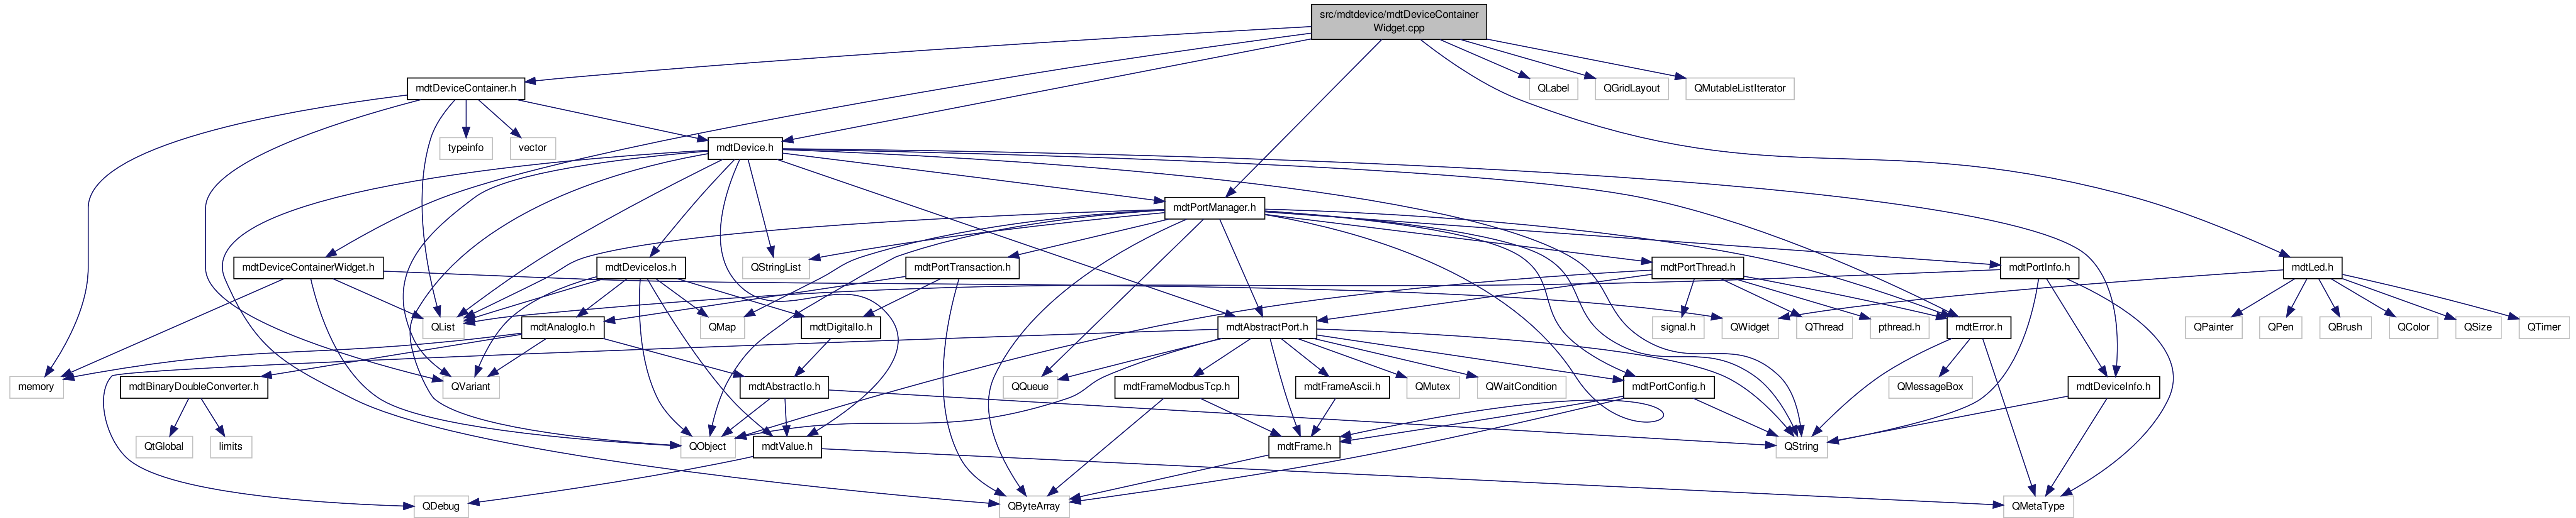 src/mdtdevice/mdtDeviceContainer
Widget.cpp
mdtDeviceContainer.h
QLabel
QGridLayout
QMutableListIterator
typeinfo
vector
mdtDevice.h
mdtPortManager.h
mdtDeviceContainerWidget.h
mdtDeviceIos.h
QStringList
mdtPortTransaction.h
mdtPortThread.h
mdtPortInfo.h
mdtLed.h
QList
mdtAnalogIo.h
QMap
mdtDigitalIo.h
mdtAbstractPort.h
signal.h
QWidget
QThread
pthread.h
mdtError.h
QPainter
QPen
QBrush
QColor
QSize
QTimer
memory
mdtBinaryDoubleConverter.h
QVariant
mdtAbstractIo.h
QQueue
mdtFrameModbusTcp.h
mdtFrameAscii.h
QMutex
QWaitCondition
mdtPortConfig.h
QMessageBox
mdtDeviceInfo.h
QtGlobal
limits
QObject
mdtValue.h
mdtFrame.h
QString
QDebug
QByteArray
QMetaType